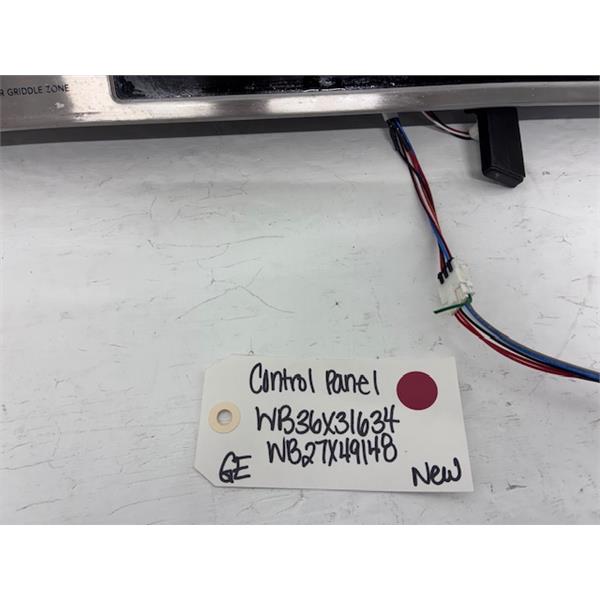 R GRIDDLE ZONE
Control Panel
WB36X31634
WB27X49148
GE
New